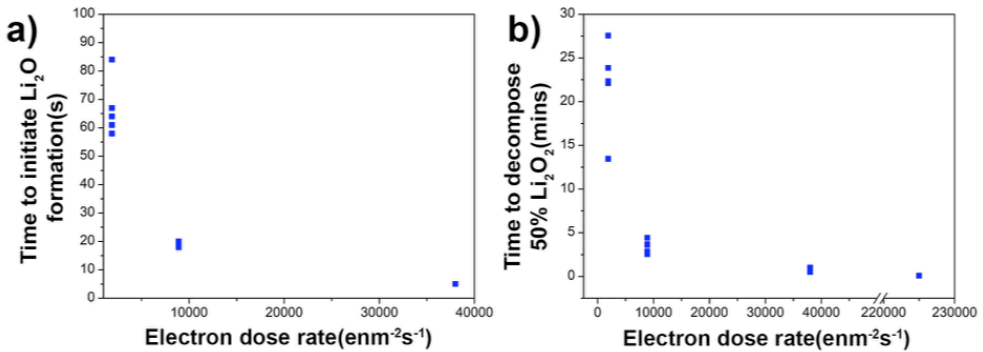 a)
Time to initiate Li₂O
formation(s)
100
90
80
70
60
50
40
30
20
10
0
10000 20000 30000 40000
Electron dose rate(enm⁻²s⁻¹)
b)
Time to decompose
50% Li₂O₂(mins)
30
25
20
15
10
5
0
0 10000 20000 30000 40000 220000 230000
Electron dose rate(enm⁻²s⁻¹)